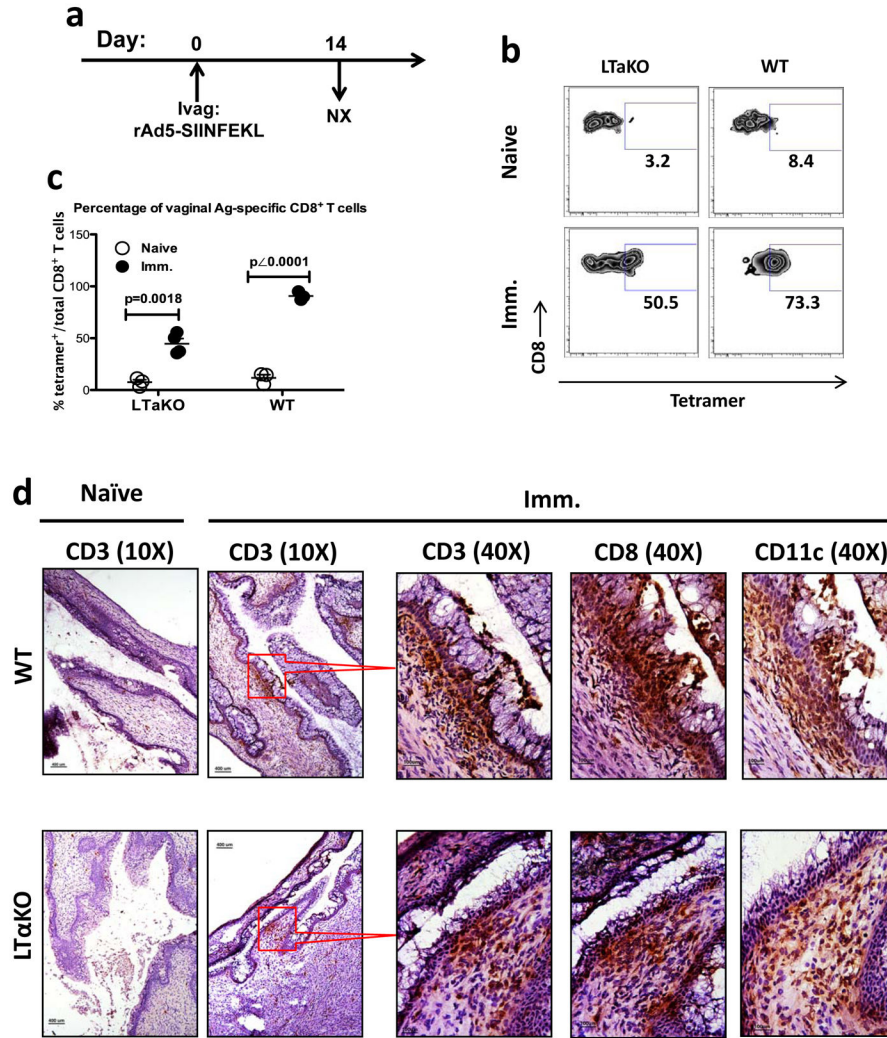 a
Day: 0 14
Ivag:
rAd5-SIINFEKL
NX
b
LTaKO WT
Naive
3.2 8.4
Imm.
50.5 73.3
CD8
Tetramer
c
Percentage of vaginal Ag-specific CD8⁺ T cells
% tetramer⁺/total CD8⁺ T cells
150
100
50
0
Naive
Imm.
p=0.0018
p∠0.0001
LTaKO WT
d
Naïve Imm.
CD3 (10X) CD3 (10X) CD3 (40X) CD8 (40X) CD11c (40X)
WT
400 um
LTαKO
400 um
400 um